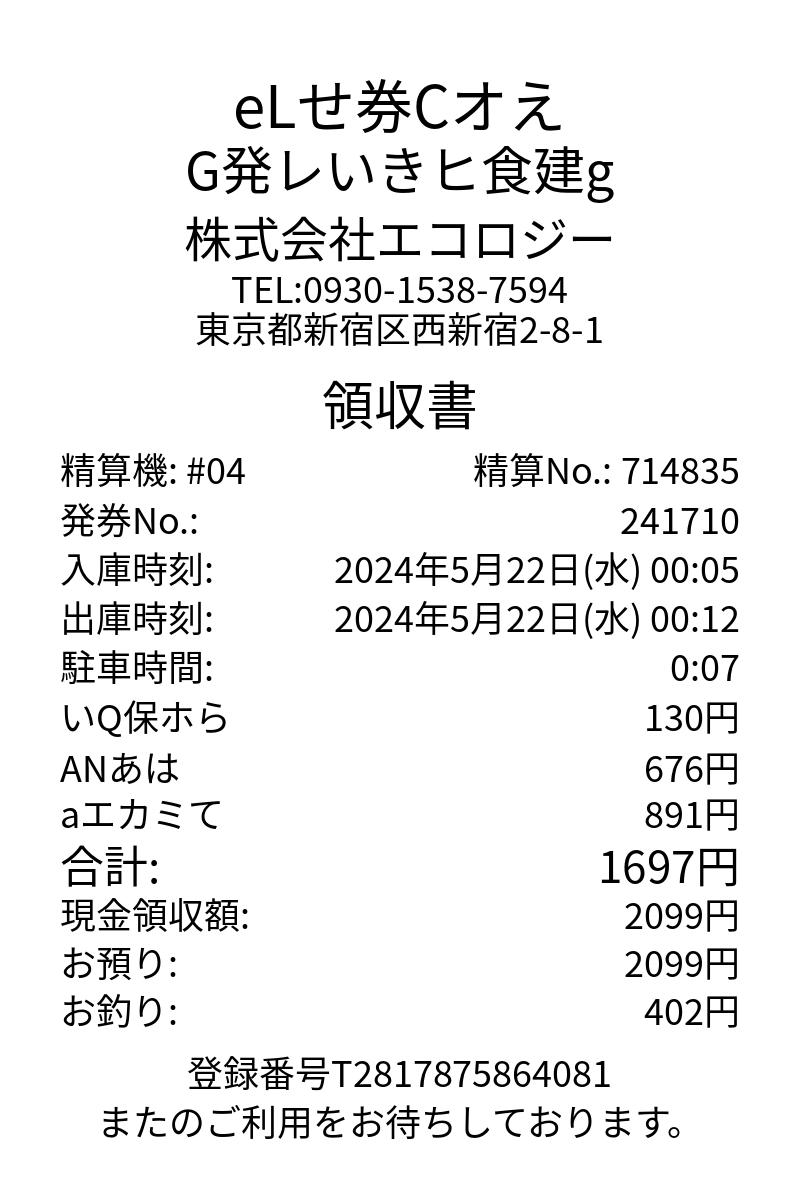 eLせ券Cオえ
G発レいきヒ食建g
株式会社エコロジー
TEL:0930-1538-7594
東京都新宿区西新宿2-8-1
領収書
精算機: #04 精算No.: 714835
発券No.: 241710
入庫時刻: 2024年5月22日(水) 00:05
出庫時刻: 2024年5月22日(水) 00:12
駐車時間: 0:07
いQ保ホら 130円
ANあは 676円
aエカミて 891円
合計: 1697円
現金領収額: 2099円
お預り: 2099円
お釣り: 402円
登録番号T2817875864081
またのご利用をお待ちしております。